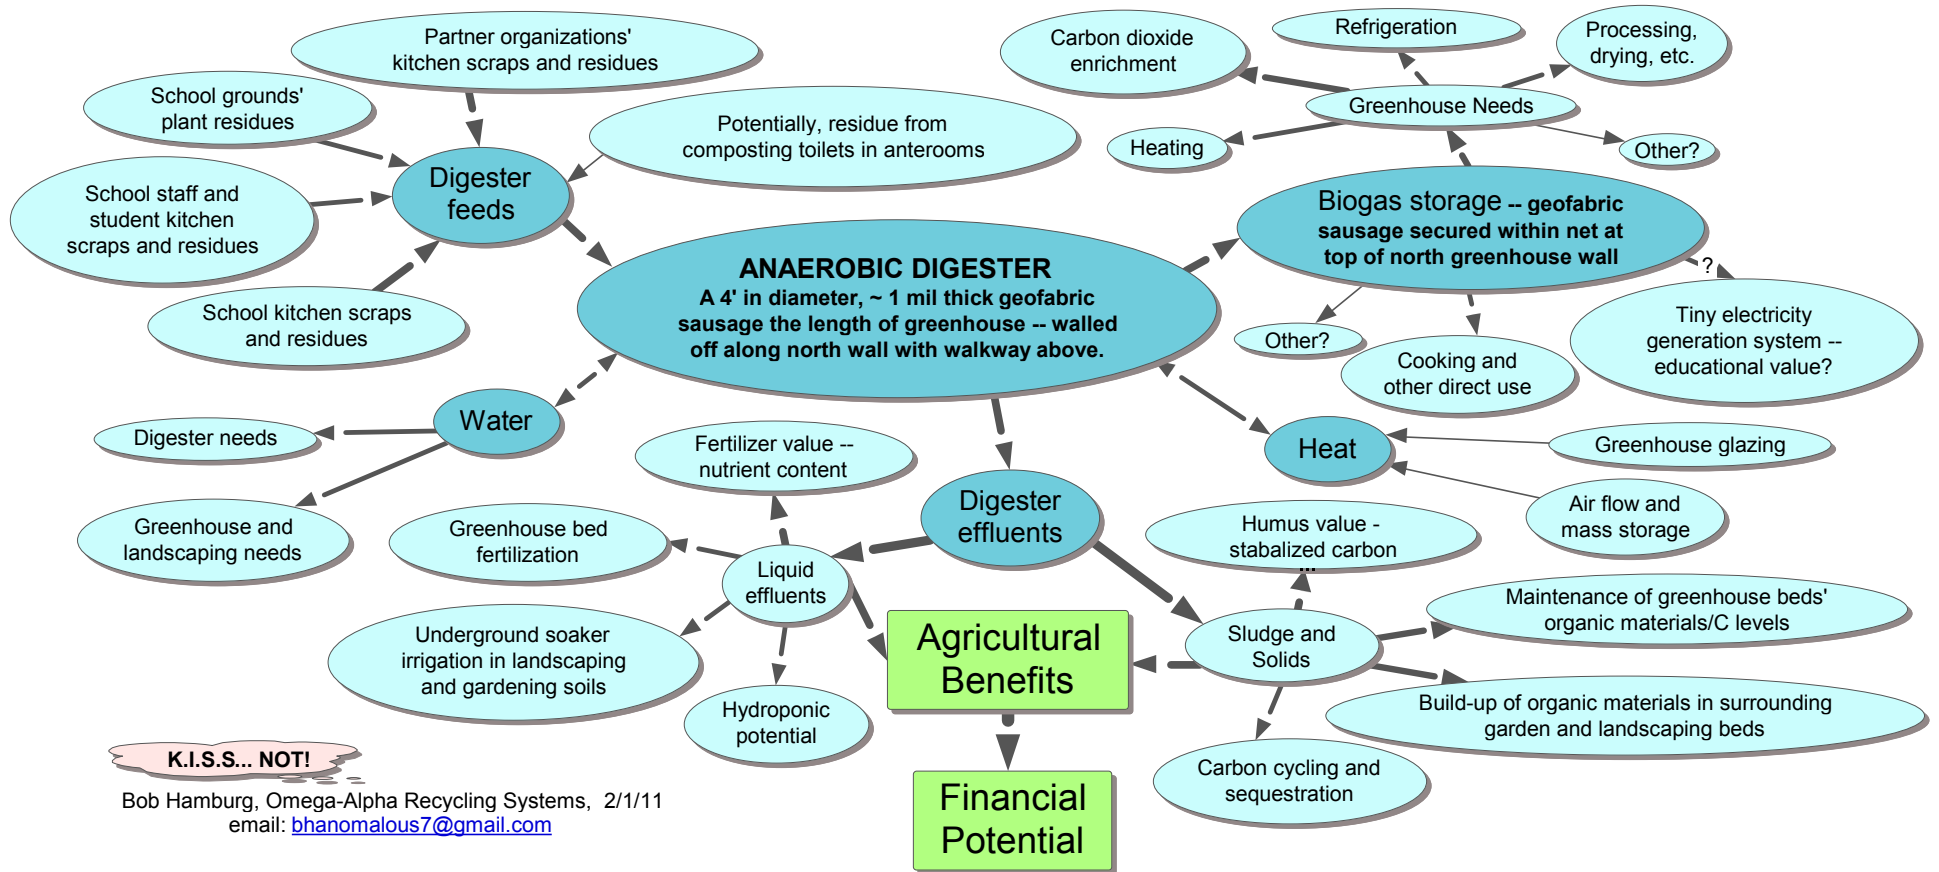 Partner organizations'
kitchen scraps and residues
School grounds'
plant residues
Potentially, residue from
composting toilets in anterooms
School staff and
student kitchen
scraps and residues
Digester
feeds
School kitchen scraps
and residues
Carbon dioxide
enrichment
Refrigeration
Processing,
drying, etc.
Greenhouse Needs
Heating
Other?
Biogas storage -- geofabric
sausage secured within net at
top of north greenhouse wall
?
ANAEROBIC DIGESTER
A 4' in diameter, ~ 1 mil thick geofabric
sausage the length of greenhouse -- walled
off along north wall with walkway above.
Other?
Cooking and
other direct use
Tiny electricity
generation system --
educational value?
Water
Digester needs
Greenhouse and
landscaping needs
Heat
Greenhouse glazing
Air flow and
mass storage
Fertilizer value --
nutrient content
Digester
effluents
Greenhouse bed
fertilization
Liquid
effluents
Underground soaker
irrigation in landscaping
and gardening soils
Hydroponic
potential
Humus value -
stabalized carbon
...
Sludge and
Solids
Maintenance of greenhouse beds'
organic materials/C levels
Build-up of organic materials in surrounding
garden and landscaping beds
Carbon cycling and
sequestration
Agricultural
Benefits
Financial
Potential
K.I.S.S... NOT!
Bob Hamburg, Omega-Alpha Recycling Systems, 2/1/11
email: bhanomalous7@gmail.com